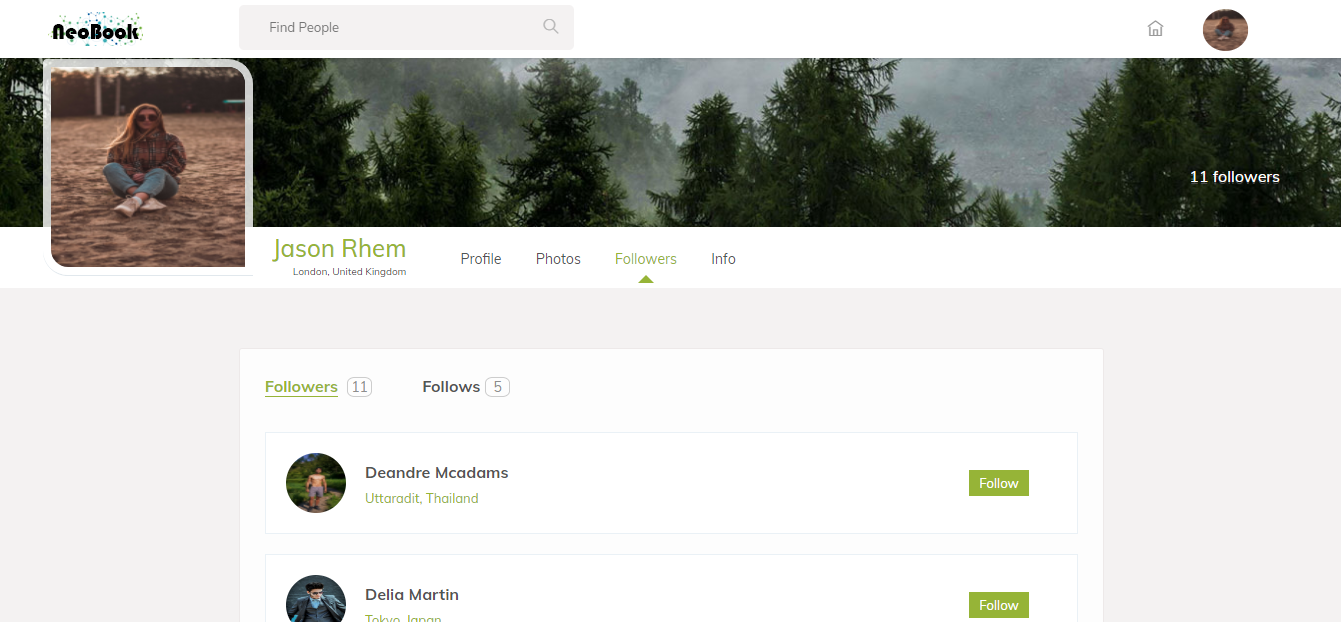 NeoBook
Find People
11 followers
Jason Rhem
London, United Kingdom
Profile Photos Followers Info
Followers 11 Follows 5
Deandre Mcadams
Uttaradit, Thailand
Follow
Delia Martin
Tokyo, Japan
Follow